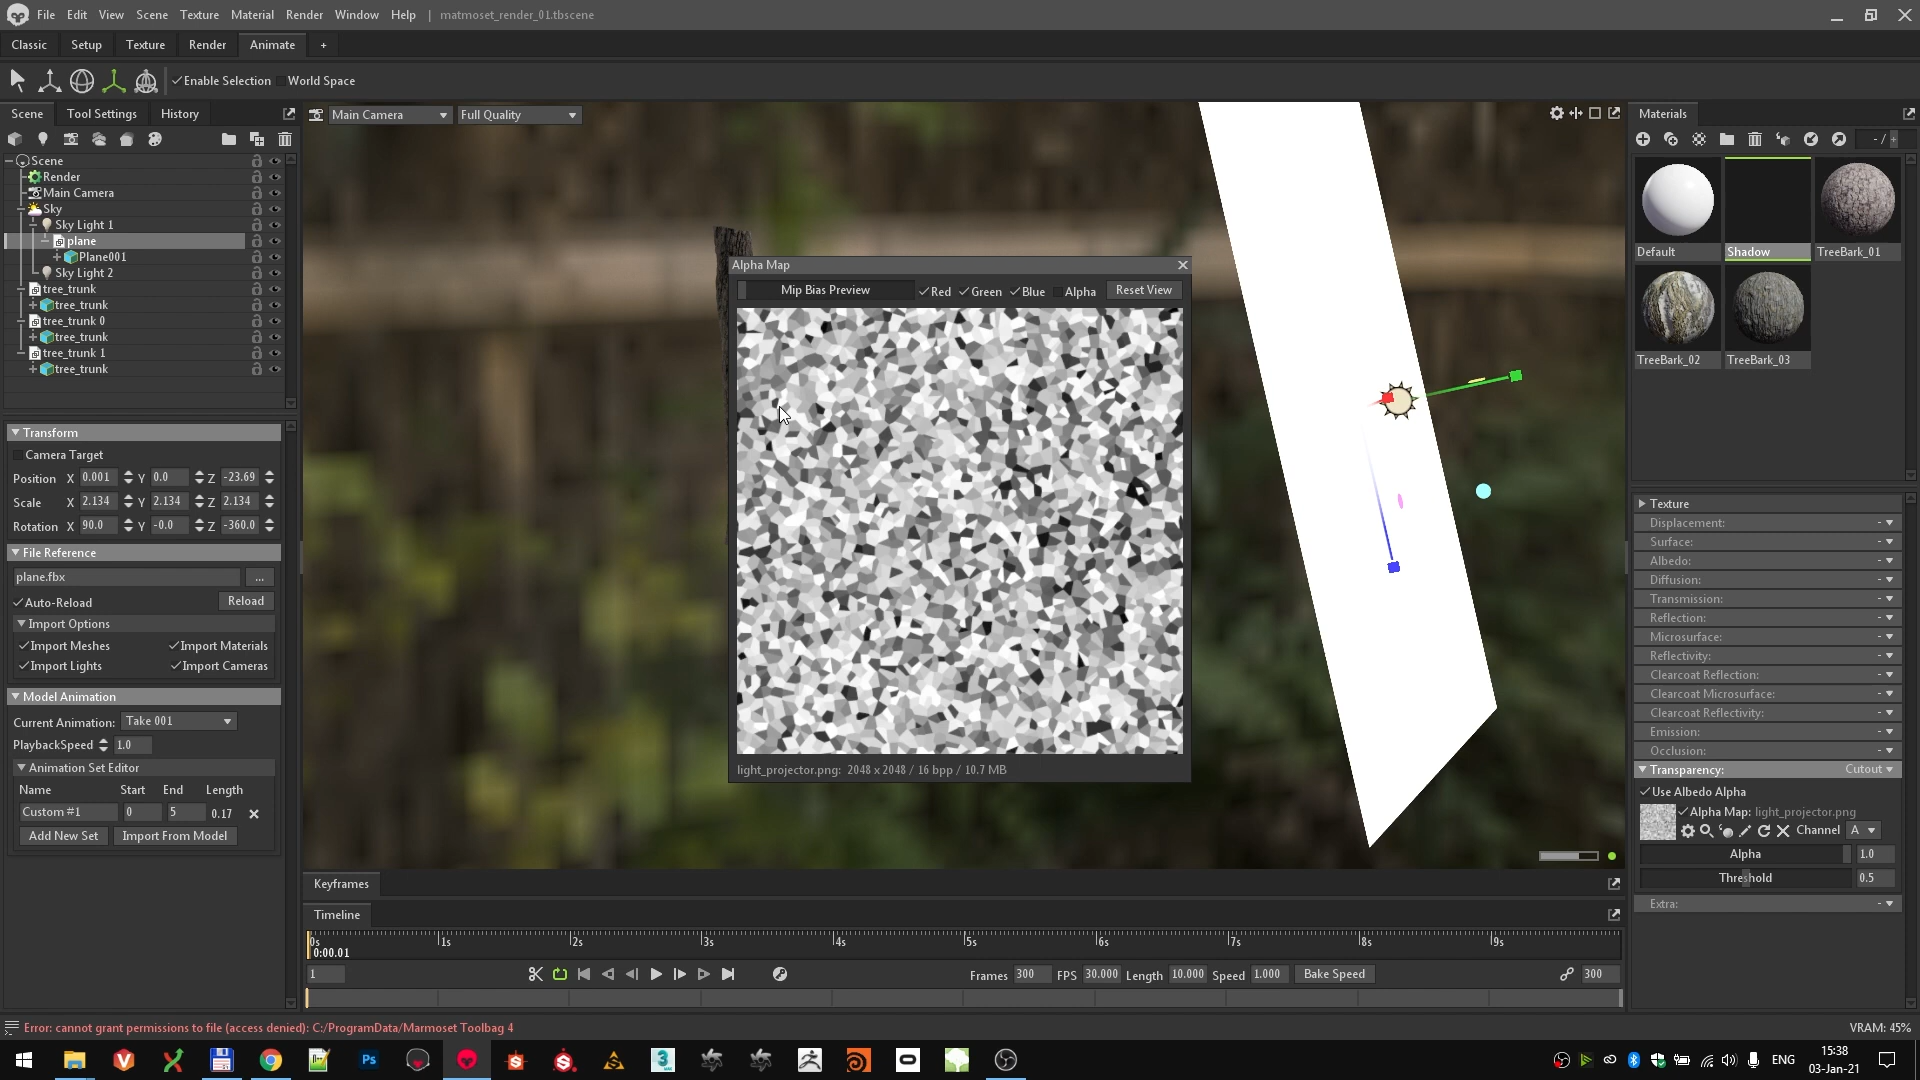 File Edit View Scene Texture Material Render Window Help | matmoset_render_01.tbscene
Classic Setup Texture Render Animate +
Enable Selection World Space
Scene Tool Settings History
Scene
Render
Main Camera
Sky
Sky Light 1
plane
Plane001
Sky Light 2
tree_trunk
tree_trunk
tree_trunk 0
tree_trunk
tree_trunk 1
tree_trunk
Transform
Camera Target
Position X 0.001 Y 0.0 Z -23.69
Scale X 2.134 Y 2.134 Z 2.134
Rotation X 90.0 Y -0.0 Z -360.0
File Reference
plane.fbx ...
Auto-Reload Reload
Import Options
Import Meshes Import Materials
Import Lights Import Cameras
Model Animation
Current Animation: Take 001
PlaybackSpeed 1.0
Animation Set Editor
Name Start End Length
Custom #1 0 5 0.17
Add New Set Import From Model
Main Camera Full Quality
Alpha Map
Mip Bias Preview Red Green Blue Alpha Reset View
light_projector.png: 2048 x 2048 / 16 bpp / 10.7 MB
Materials
- / +
Default Shadow TreeBark_01
TreeBark_02 TreeBark_03
Texture
Displacement: -
Surface: -
Albedo: -
Diffusion: -
Transmission: -
Reflection: -
Microsurface: -
Reflectivity: -
Clearcoat Reflection: -
Clearcoat Microsurface: -
Clearcoat Reflectivity: -
Emission: -
Occlusion: -
Transparency: Cutout
Use Albedo Alpha
Alpha Map: light_projector.png
Channel A
Alpha 1.0
Threshold 0.5
Extra: -
Keyframes
Timeline
0s 1s 2s 3s 4s 5s 6s 7s 8s 9s
0:00.01
1 Frames 300 FPS 30.000 Length 10.000 Speed 1.000 Bake Speed 300
Error: cannot grant permissions to file (access denied): C:/ProgramData/Marmoset Toolbag 4
VRAM: 45%
Ps 3 ENG 15:38
03-Jan-21